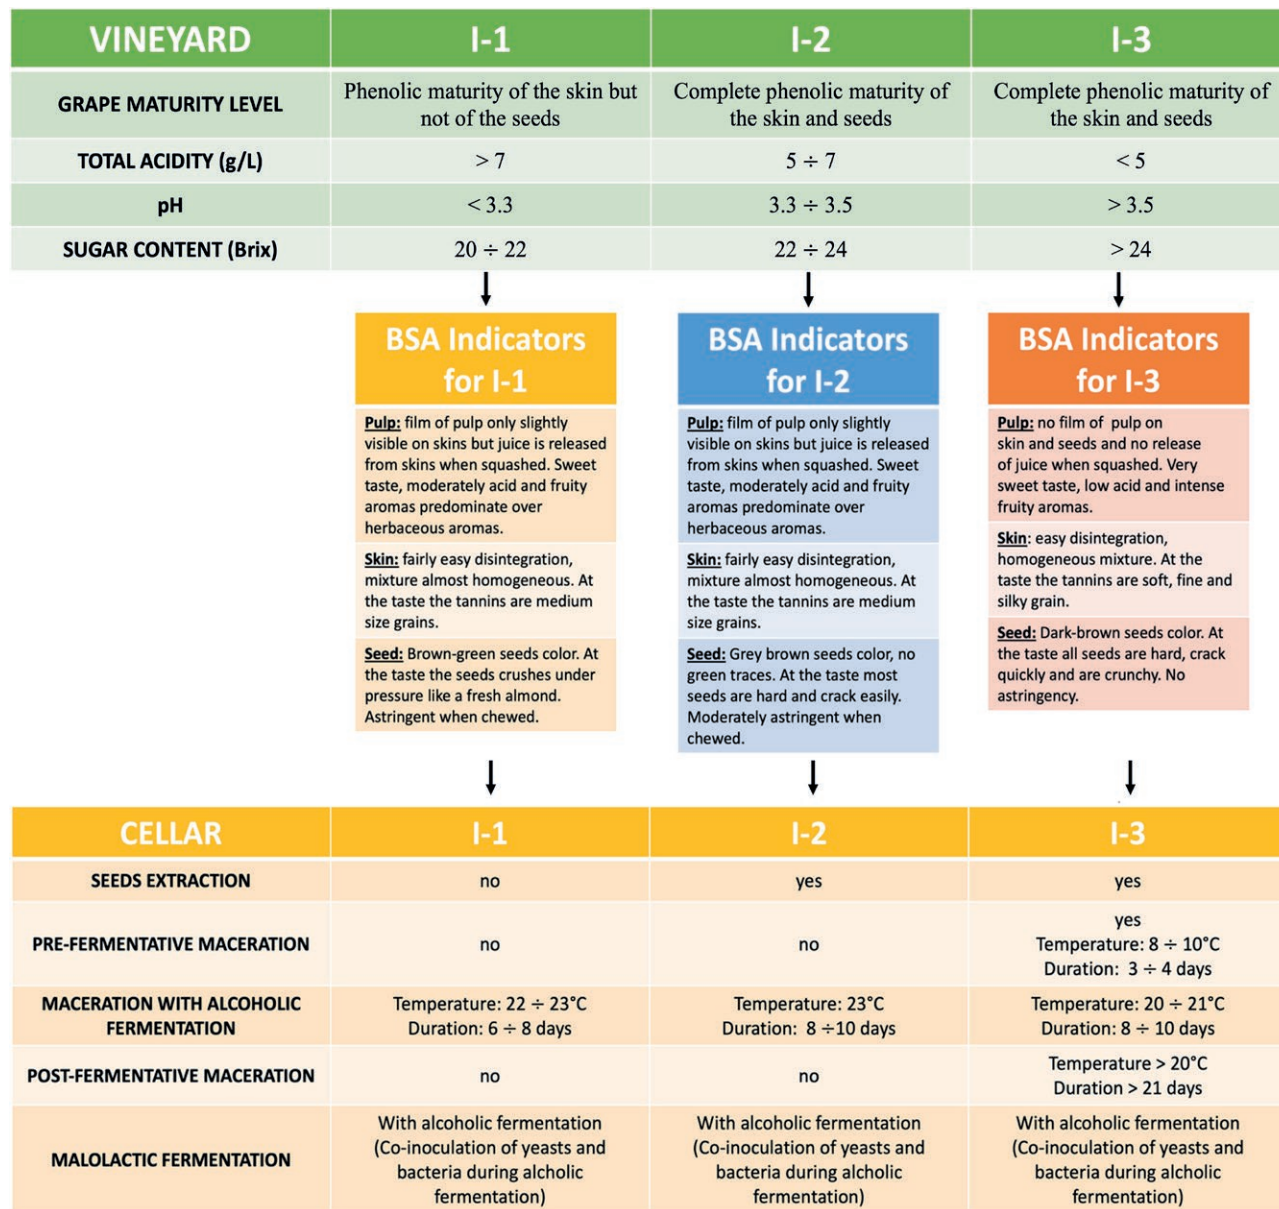 VINEYARD I-1 I-2 I-3
GRAPE MATURITY LEVEL
Phenolic maturity of the skin but
not of the seeds
Complete phenolic maturity of
the skin and seeds
Complete phenolic maturity of
the skin and seeds
TOTAL ACIDITY (g/L) > 7 5 ÷ 7 < 5
pH < 3.3 3.3 ÷ 3.5 > 3.5
SUGAR CONTENT (Brix) 20 ÷ 22 22 ÷ 24 > 24
BSA Indicators
for I-1
Pulp: film of pulp only slightly
visible on skins but juice is released
from skins when squashed. Sweet
taste, moderately acid and fruity
aromas predominate over
herbaceous aromas.
Skin: fairly easy disintegration,
mixture almost homogeneous. At
the taste the tannins are medium
size grains.
Seed: Brown-green seeds color. At
the taste the seeds crushes under
pressure like a fresh almond.
Astringent when chewed.
BSA Indicators
for I-2
Pulp: film of pulp only slightly
visible on skins but juice is released
from skins when squashed. Sweet
taste, moderately acid and fruity
aromas predominate over
herbaceous aromas.
Skin: fairly easy disintegration,
mixture almost homogeneous. At
the taste the tannins are medium
size grains.
Seed: Grey brown seeds color, no
green traces. At the taste most
seeds are hard and crack easily.
Moderately astringent when
chewed.
BSA Indicators
for I-3
Pulp: no film of pulp on
skin and seeds and no release
of juice when squashed. Very
sweet taste, low acid and intense
fruity aromas.
Skin: easy disintegration,
homogeneous mixture. At the
taste the tannins are soft, fine and
silky grain.
Seed: Dark-brown seeds color. At
the taste all seeds are hard, crack
quickly and are crunchy. No
astringency.
CELLAR I-1 I-2 I-3
SEEDS EXTRACTION no yes yes
PRE-FERMENTATIVE MACERATION no no
yes
Temperature: 8 ÷ 10°C
Duration: 3 ÷ 4 days
MACERATION WITH ALCOHOLIC
FERMENTATION
Temperature: 22 ÷ 23°C
Duration: 6 ÷ 8 days
Temperature: 23°C
Duration: 8 ÷10 days
Temperature: 20 ÷ 21°C
Duration: 8 ÷ 10 days
POST-FERMENTATIVE MACERATION no no
Temperature > 20°C
Duration > 21 days
MALOLACTIC FERMENTATION
With alcoholic fermentation
(Co-inoculation of yeasts and
bacteria during alcholic
fermentation)
With alcoholic fermentation
(Co-inoculation of yeasts and
bacteria during alcholic
fermentation)
With alcoholic fermentation
(Co-inoculation of yeasts and
bacteria during alcholic
fermentation)